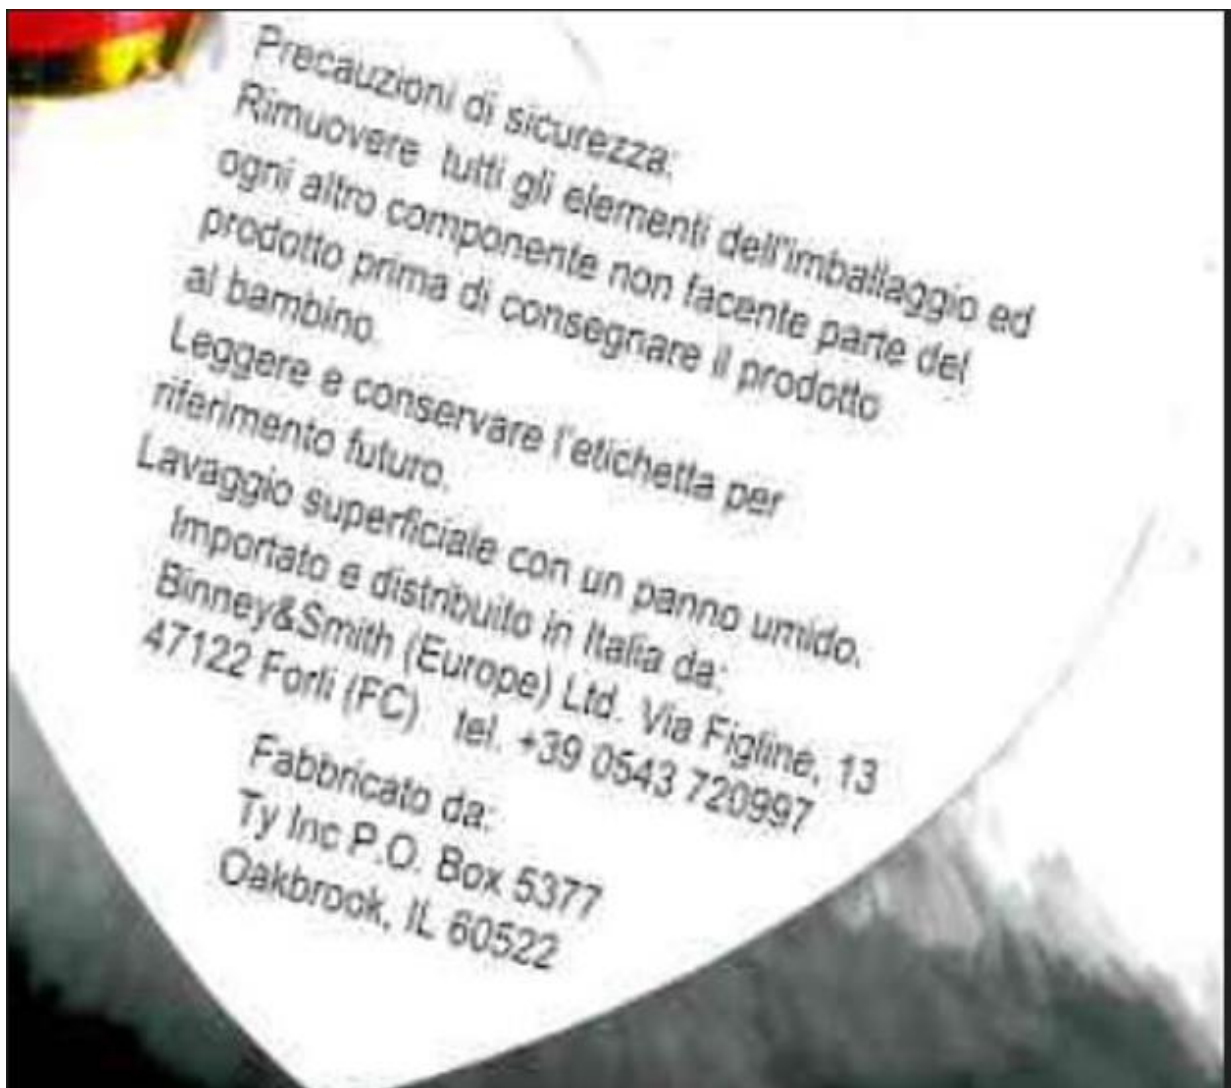 Precauzioni di sicurezza:
Rimuovere tutti gli elementi dell'imballaggio ed
ogni altro componente non facente parte del
prodotto prima di consegnare il prodotto
al bambino.
Leggere e conservare l'etichetta per
riferimento futuro.
Lavaggio superficiale con un panno umido.
Importato e distribuito in Italia da:
Binney&Smith (Europe) Ltd. Via Figline, 13
47122 Forlì (FC) tel. +39 0543 720997
Fabbricato da:
Ty Inc P.O. Box 5377
Oakbrook, IL 60522